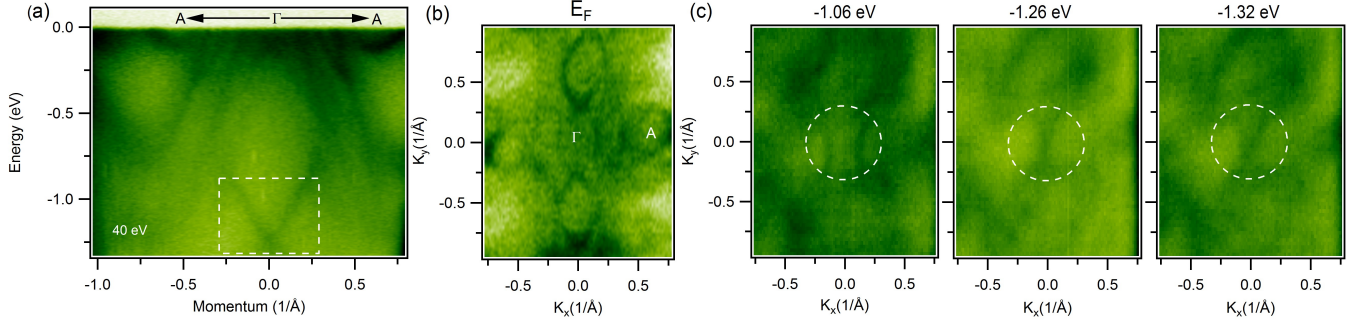 (a)
A Γ A
0.0
-0.5
-1.0
Energy (eV)
40 eV
-1.0 -0.5 0.0 0.5
Momentum (1/Å)
(b)
E_F
0.5
0.0
-0.5
K_y(1/Å)
Γ A
-0.5 0.0 0.5
K_x(1/Å)
(c)
-1.06 eV -1.26 eV -1.32 eV
0.5
0.0
-0.5
K_y(1/Å)
-0.5 0.0 0.5 -0.5 0.0 0.5 -0.5 0.0 0.5
K_x(1/Å) K_x(1/Å) K_x(1/Å)